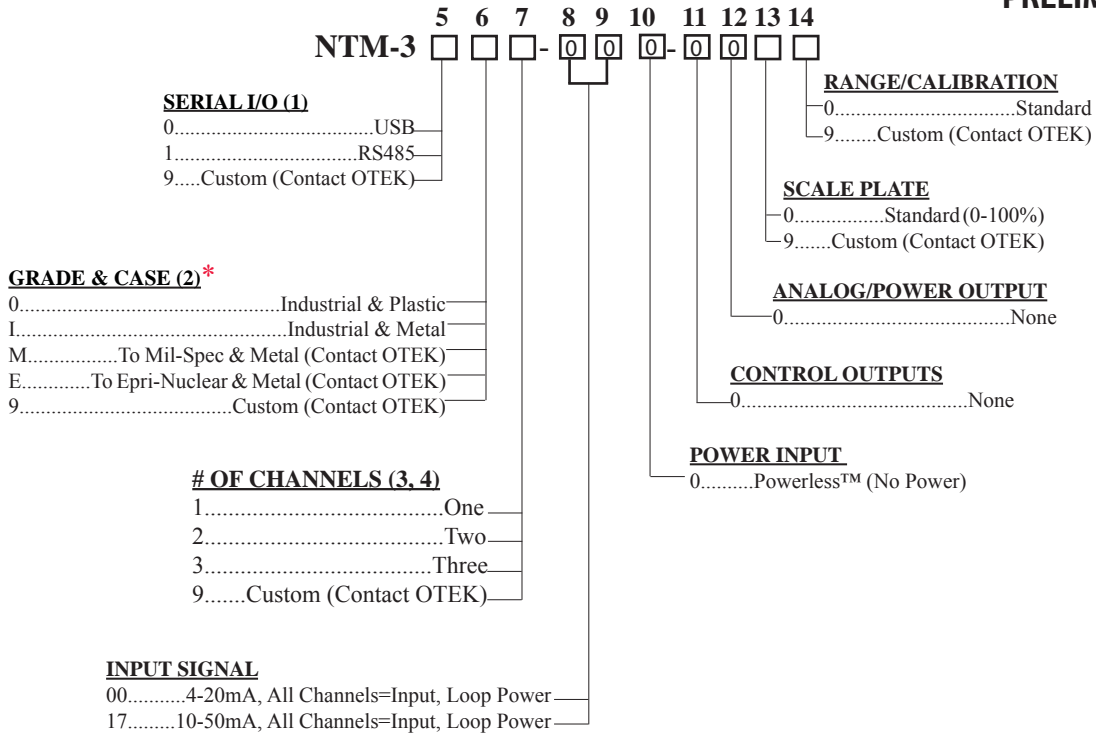 PRELIM
5 6 7 8 9 10 11 12 13 14
NTM-3 - 0 0 0 - 0 0
RANGE/CALIBRATION
0................................Standard
9........Custom (Contact OTEK)
SERIAL I/O (1)
0.................................USB
1..............................RS485
9.....Custom (Contact OTEK)
SCALE PLATE
0................Standard (0-100%)
9.......Custom (Contact OTEK)
GRADE & CASE (2)*
0...............................................Industrial & Plastic
I................................................Industrial & Metal
M................To Mil-Spec & Metal (Contact OTEK)
E............To Epri-Nuclear & Metal (Contact OTEK)
9......................................Custom (Contact OTEK)
ANALOG/POWER OUTPUT
0.....................................None
CONTROL OUTPUTS
0.....................................None
POWER INPUT
0..........Powerless™ (No Power)
# OF CHANNELS (3, 4)
1...................................One
2...................................Two
3.................................Three
9.......Custom (Contact OTEK)
INPUT SIGNAL
00...........4-20mA, All Channels=Input, Loop Power
17.........10-50mA, All Channels=Input, Loop Power